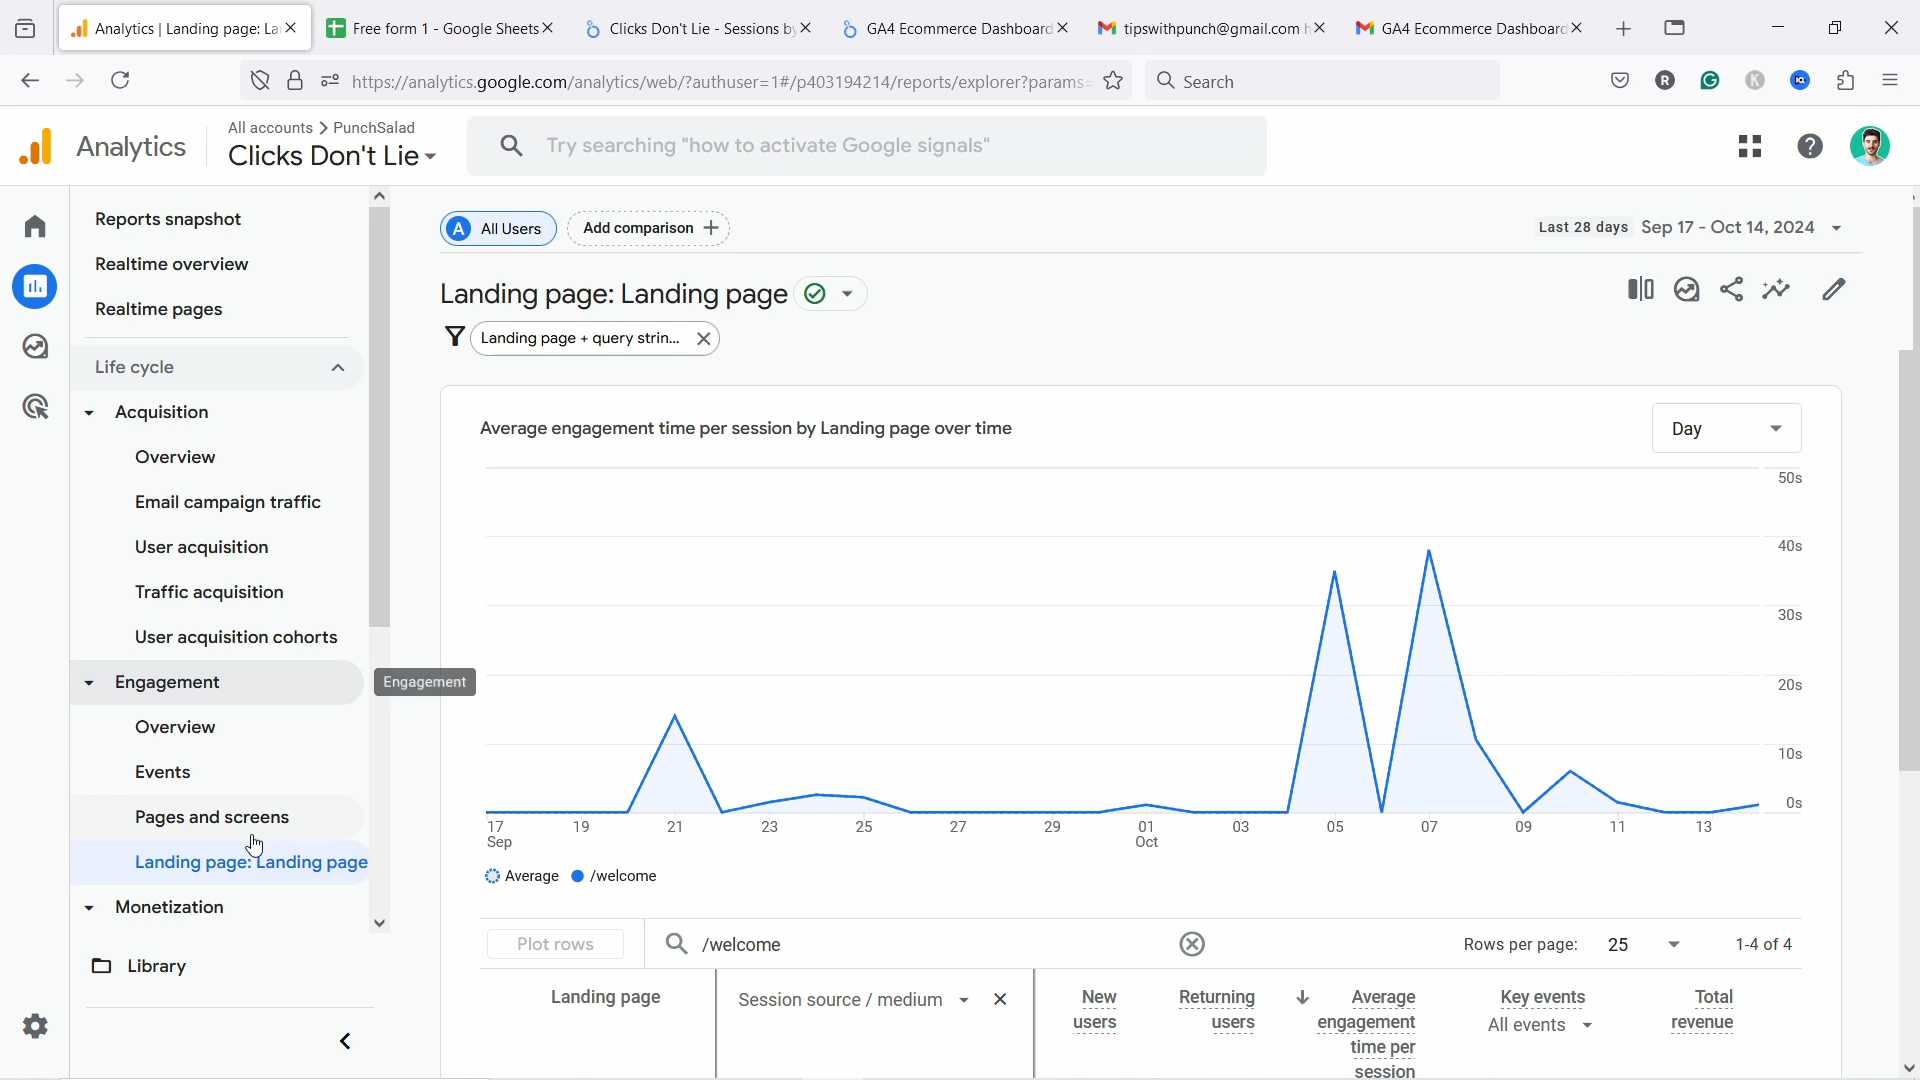 Analytics | Landing page: La
Free form 1 - Google Sheets
Clicks Don't Lie - Sessions by
GA4 Ecommerce Dashboard
tipswithpunch@gmail.com
GA4 Ecommerce Dashboard
https://analytics.google.com/analytics/web/?authuser=1#/p403194214/reports/explorer?params=
Search
R
K
Analytics
All accounts > PunchSalad
Clicks Don't Lie
Try searching "how to activate Google signals"
Reports snapshot
Realtime overview
Realtime pages
Life cycle
Acquisition
Overview
Email campaign traffic
User acquisition
Traffic acquisition
User acquisition cohorts
Engagement
Engagement
Overview
Events
Pages and screens
Landing page: Landing page
Monetization
Library
A All Users
Add comparison +
Last 28 days Sep 17 - Oct 14, 2024
Landing page: Landing page
Landing page + query strin...
Average engagement time per session by Landing page over time
Day
50s
40s
30s
20s
10s
0s
17 19 21 23 25 27 29 01 03 05 07 09 11 13
Sep Oct
Average /welcome
Plot rows
/welcome
Rows per page: 25 1-4 of 4
Landing page
Session source / medium
New users
Returning users
Average engagement time per session
Key events
All events
Total revenue